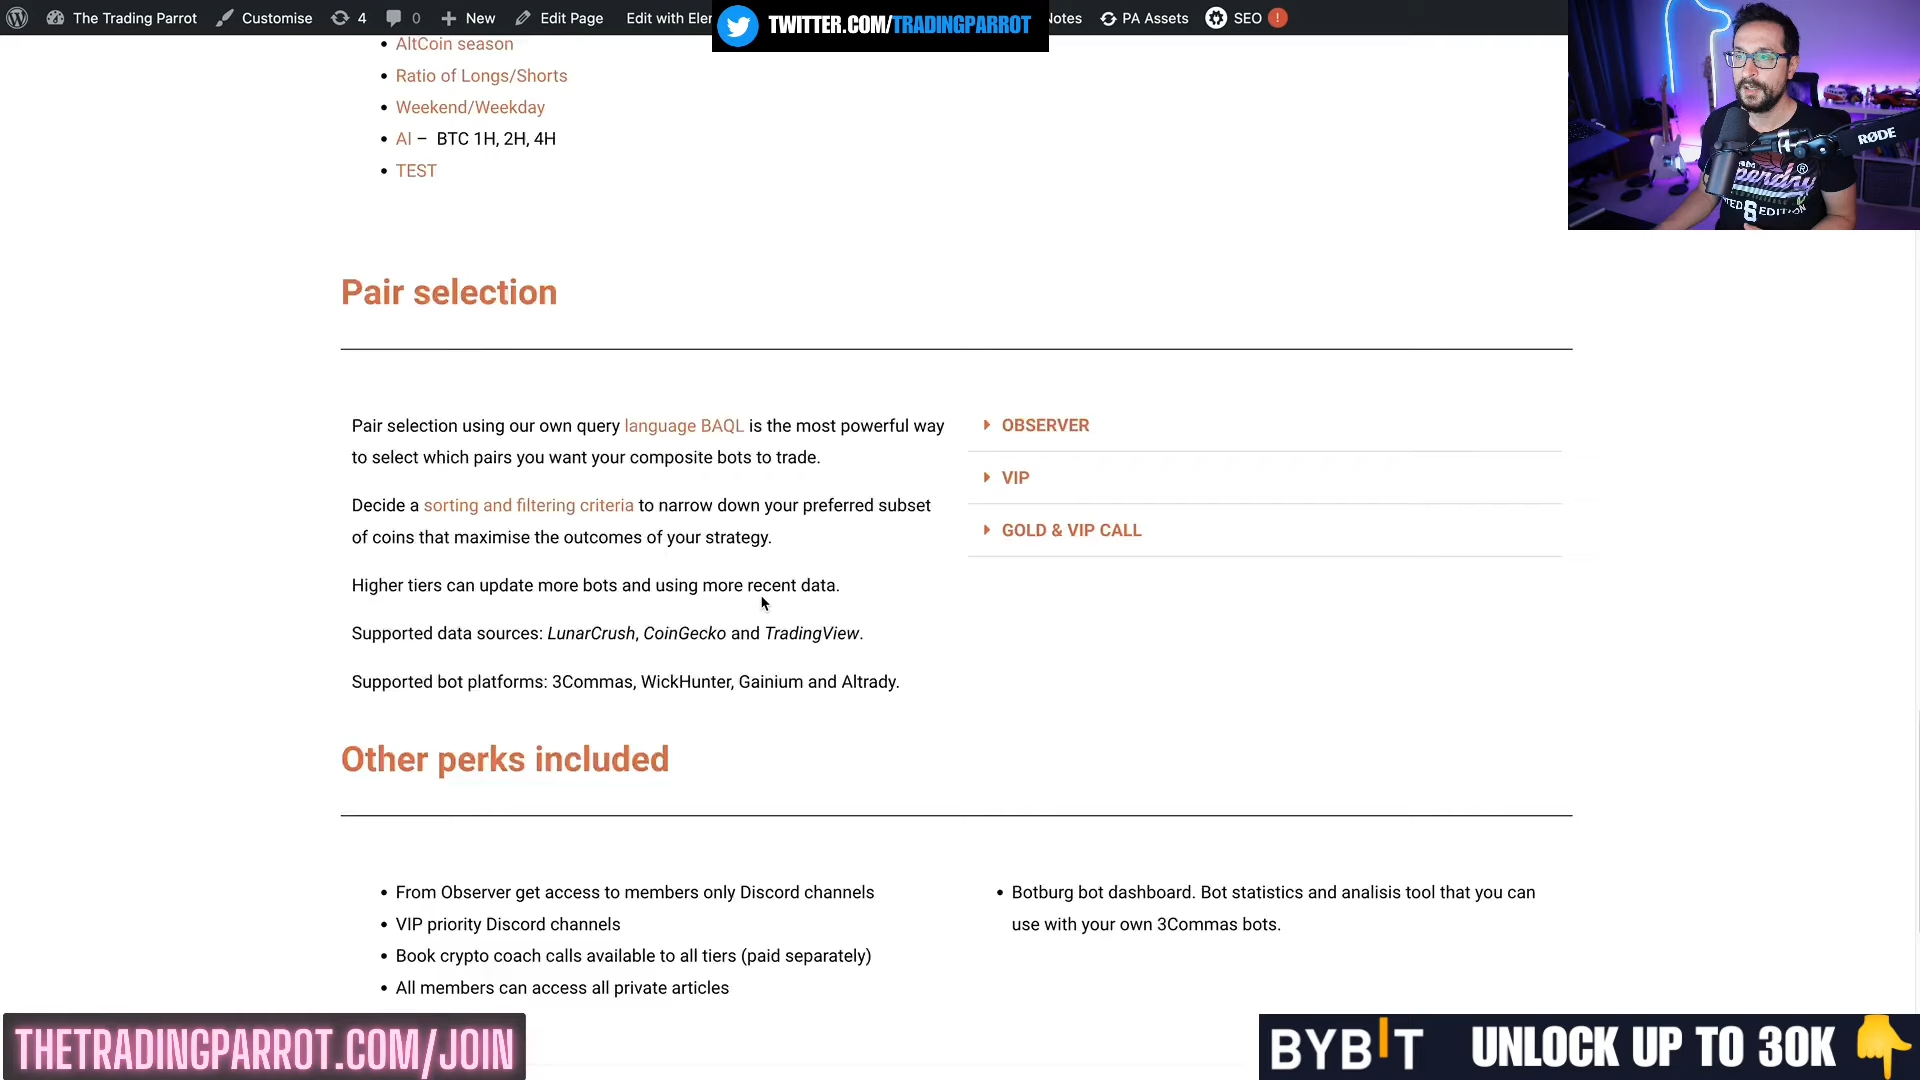 The Trading Parrot Customise 4 0 New Edit Page Edit with TWITTER.COM/TRADINGPARROT PA Assets SEO !
AltCoin season
Ratio of Longs/Shorts
Weekend/Weekday
AI – BTC 1H, 2H, 4H
TEST
RØDE
EDITION
Pair selection
Pair selection using our own query language BAQL is the most powerful way
to select which pairs you want your composite bots to trade.
Decide a sorting and filtering criteria to narrow down your preferred subset
of coins that maximise the outcomes of your strategy.
Higher tiers can update more bots and using more recent data.
Supported data sources: LunarCrush, CoinGecko and TradingView.
Supported bot platforms: 3Commas, WickHunter, Gainium and Altrady.
OBSERVER
VIP
GOLD & VIP CALL
Other perks included
From Observer get access to members only Discord channels
VIP priority Discord channels
Book crypto coach calls available to all tiers (paid separately)
All members can access all private articles
Botburg bot dashboard. Bot statistics and analisis tool that you can
use with your own 3Commas bots.
THETRADINGPARROT.COM/JOIN
BYBIT UNLOCK UP TO 30K